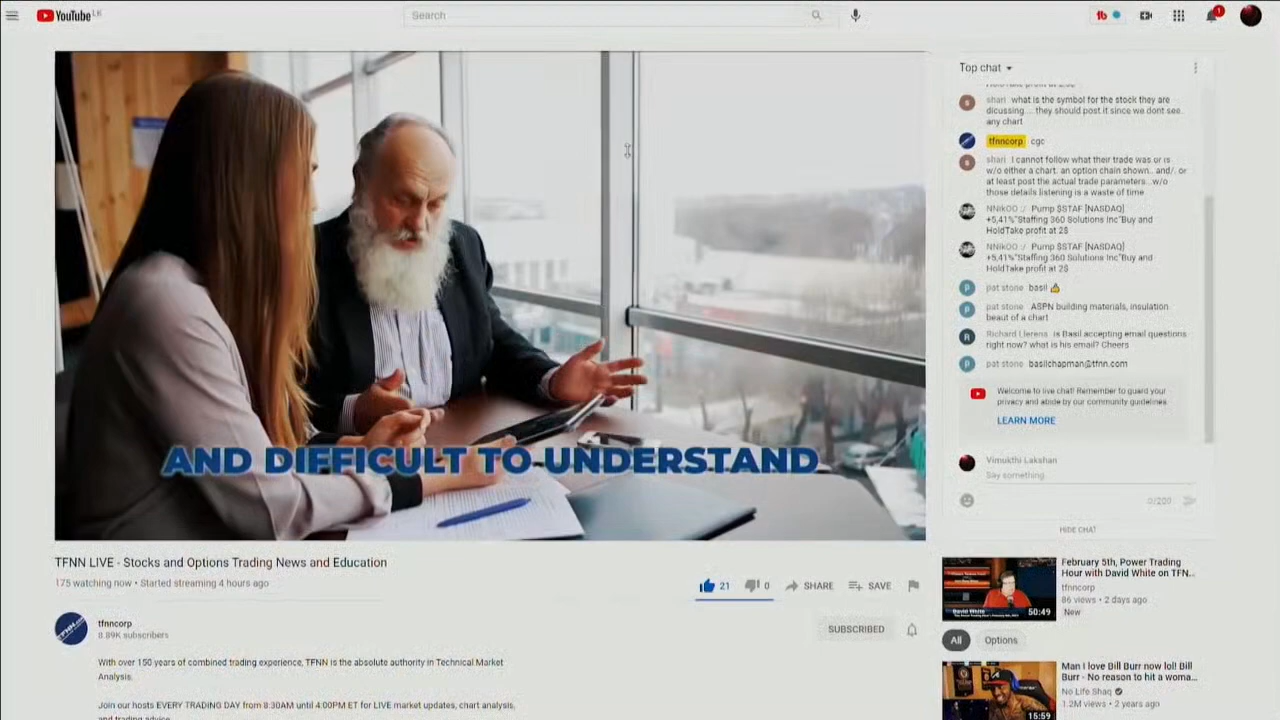 YouTube LK
Search
1
Top chat
shari what is the symbol for the stock they are
dicussing.... they should post it since we dont see..
any chart
tfnncorp cgc
shari I cannot follow what their trade was or is
w/o either a chart. an option chain shown.. and/. or
at least post the actual trade parameters...w/o
those details listening is a waste of time
NNikOO :/ Pump $STAF [NASDAQ]
+5,41%"Staffing 360 Solutions Inc"Buy and
HoldTake profit at 2$
NNikOO :/ Pump $STAF [NASDAQ]
+5,41%"Staffing 360 Solutions Inc"Buy and
HoldTake profit at 2$
pat stone basil 👍
pat stone ASPN building materials, insulation
beaut of a chart
Richard Llerena is Basil accepting email questions
right now? what is his email? Cheers
pat stone basilchapman@tfnn.com
Welcome to live chat! Remember to guard your
privacy and abide by our community guidelines.
LEARN MORE
Vimukthi Lakshan
Say something...
0/200
HIDE CHAT
AND DIFFICULT TO UNDERSTAND
TFNN LIVE - Stocks and Options Trading News and Education
175 watching now • Started streaming 4 hours ago
21 0 SHARE SAVE
TFNN
tfnncorp
8.89K subscribers
SUBSCRIBED
With over 150 years of combined trading experience, TFNN is the absolute authority in Technical Market
Analysis.
Join our hosts EVERY TRADING DAY from 8:30AM until 4:00PM ET for LIVE market updates, chart analysis,
and trading advice.
February 5th, Power Trading
Hour with David White on TFN...
tfnncorp
86 views • 2 days ago
New
David White
50:49
All Options
Man I love Bill Burr now lol! Bill
Burr - No reason to hit a woma...
No Life Shaq
1.2M views • 2 years ago
15:59